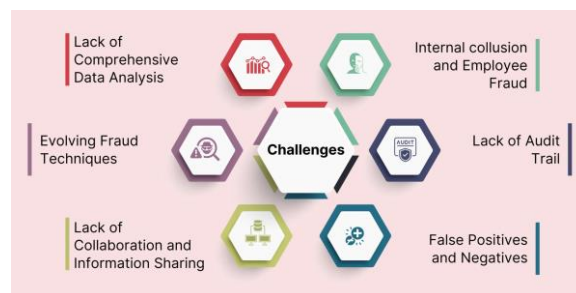 Lack of
Comprehensive
Data Analysis
Internal collusion
and Employee
Fraud
Evolving Fraud
Techniques
Challenges
AUDIT
Lack of Audit
Trail
Lack of
Collaboration and
Information Sharing
False Positives
and Negatives